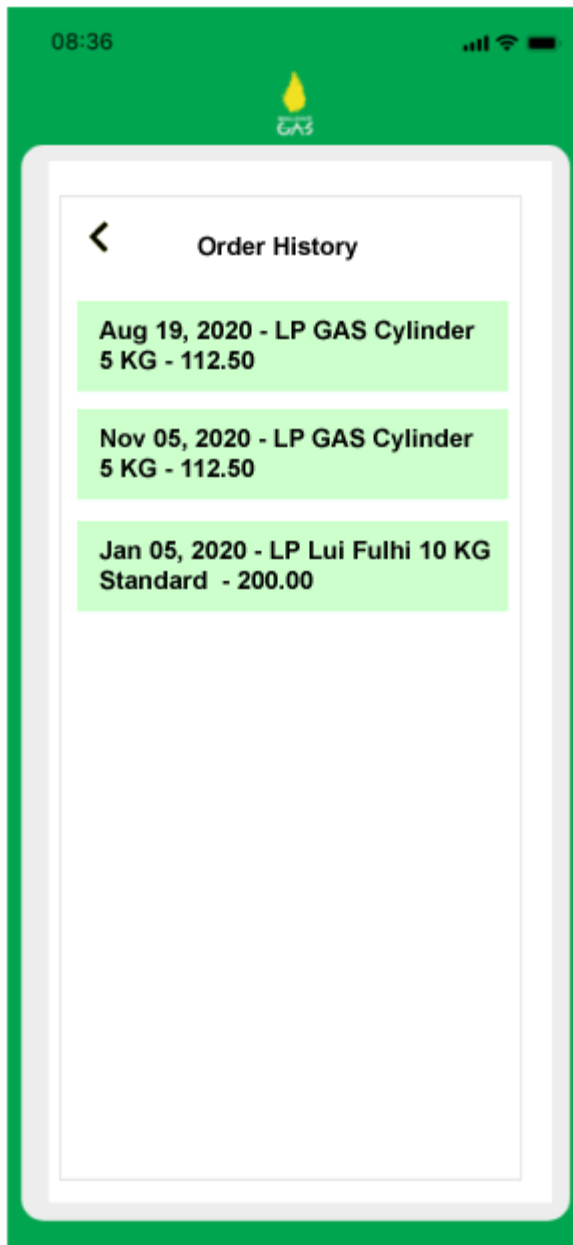 08:36
GAS
Order History
Aug 19, 2020 - LP GAS Cylinder
5 KG - 112.50
Nov 05, 2020 - LP GAS Cylinder
5 KG - 112.50
Jan 05, 2020 - LP Lui Fulhi 10 KG
Standard - 200.00